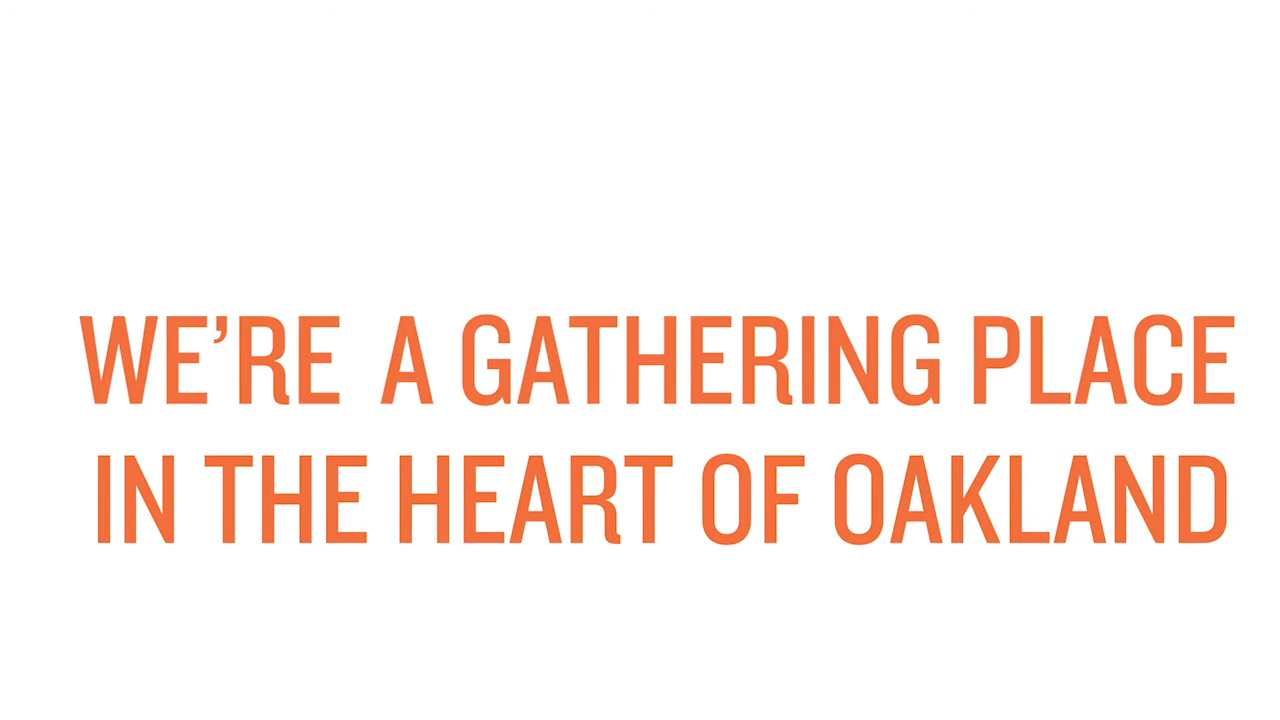 WE’RE A GATHERING PLACE
IN THE HEART OF OAKLAND